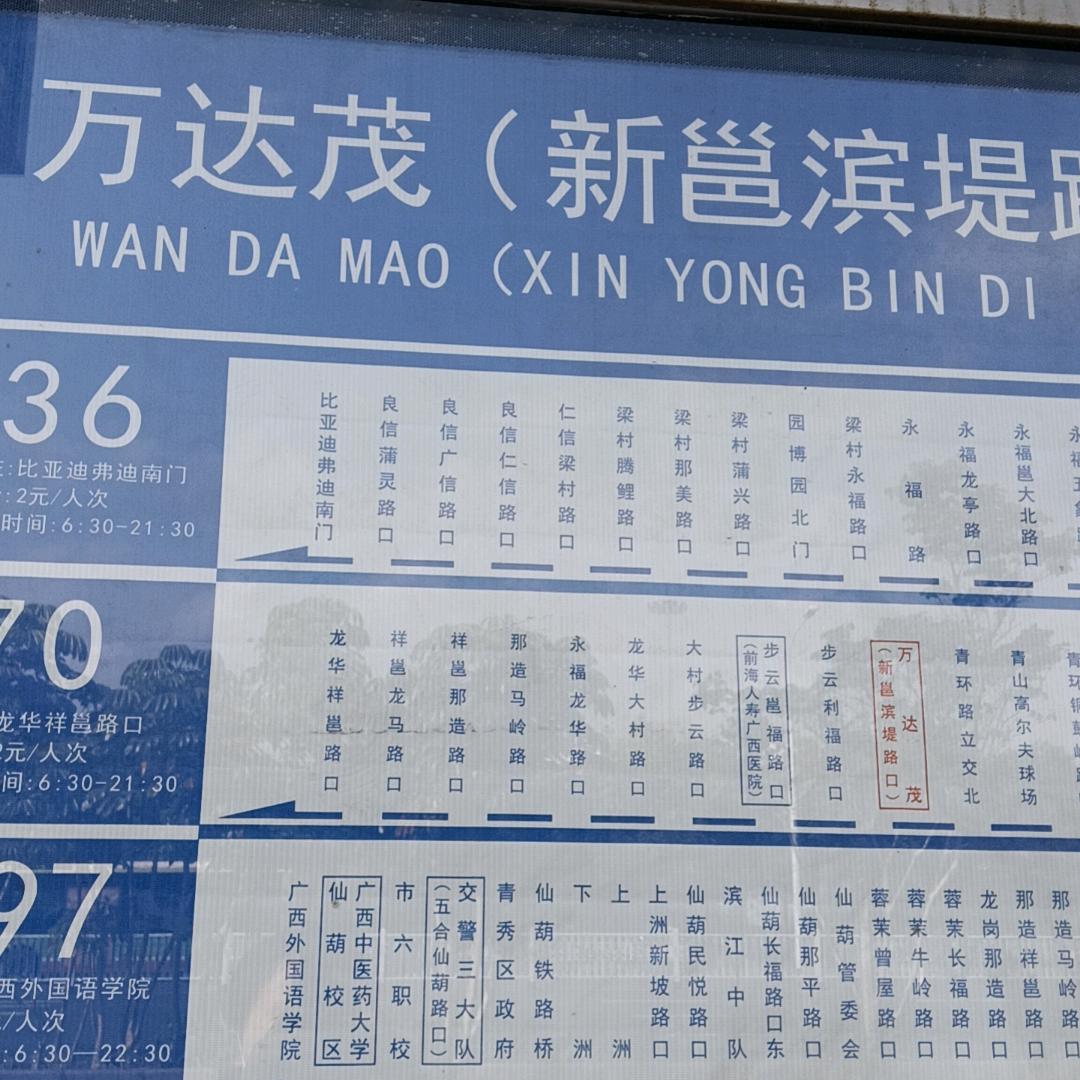 万达茂（新邕滨堤路
WAN DA MAO (XIN YONG BIN DI
36
:比亚迪弗迪南门
:2元/人次
时间:6:30-21:30
比亚迪弗迪南门
良信蒲灵路口
良信广信路口
良信仁信路口
仁信梁村路口
梁村腾鲤路口
梁村那美路口
梁村蒲兴路口
园博园北门
梁村永福路口
永福路
永福龙亭路口
永福邕大北路口
70
龙华祥邕路口
2元/人次
间:6:30-21:30
龙华祥邕路口
祥邕龙马路口
祥邕那造路口
那造马岭路口
永福龙华路口
龙华大村路口
大村步云路口
步云邕福路口
（前海人寿广西医院）
步云利福路口
万达茂
（新邕滨堤路口）
青环路立交北
青山高尔夫球场
97
西外国语学院
/人次
:6:30—22:30
广西外国语学院
广西中医药大学
仙葫校区
市六职校
交警三大队
（五合仙葫路口）
青秀区政府
仙葫铁路桥
下洲
上洲
上洲新坡路口
仙葫民悦路口
滨江中队
仙葫长福路口东
仙葫那平路口
仙葫管委会
蓉茉曾屋路口
蓉茉牛岭路口
蓉茉长福路口
龙岗那造路口
那造祥邕路口
那造马岭路口